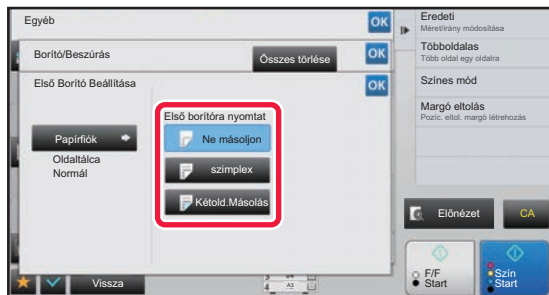 Egyéb
OK
Borító/Beszúrás
Összes törlése
OK
Első Borító Beállítása
OK
Papírfiók
Oldaltálca
Normál
Első borítóra nyomtat
Ne másoljon
szimplex
Kétold.Másolás
Vissza
A3
Eredeti
Méret/irány módosítása
Többoldalas
Több oldal egy oldalra
Színes mód
Margó eltolás
Pozíc. eltol. margó létrehozás
Előnézet
CA
F/F
Start
Szín
Start